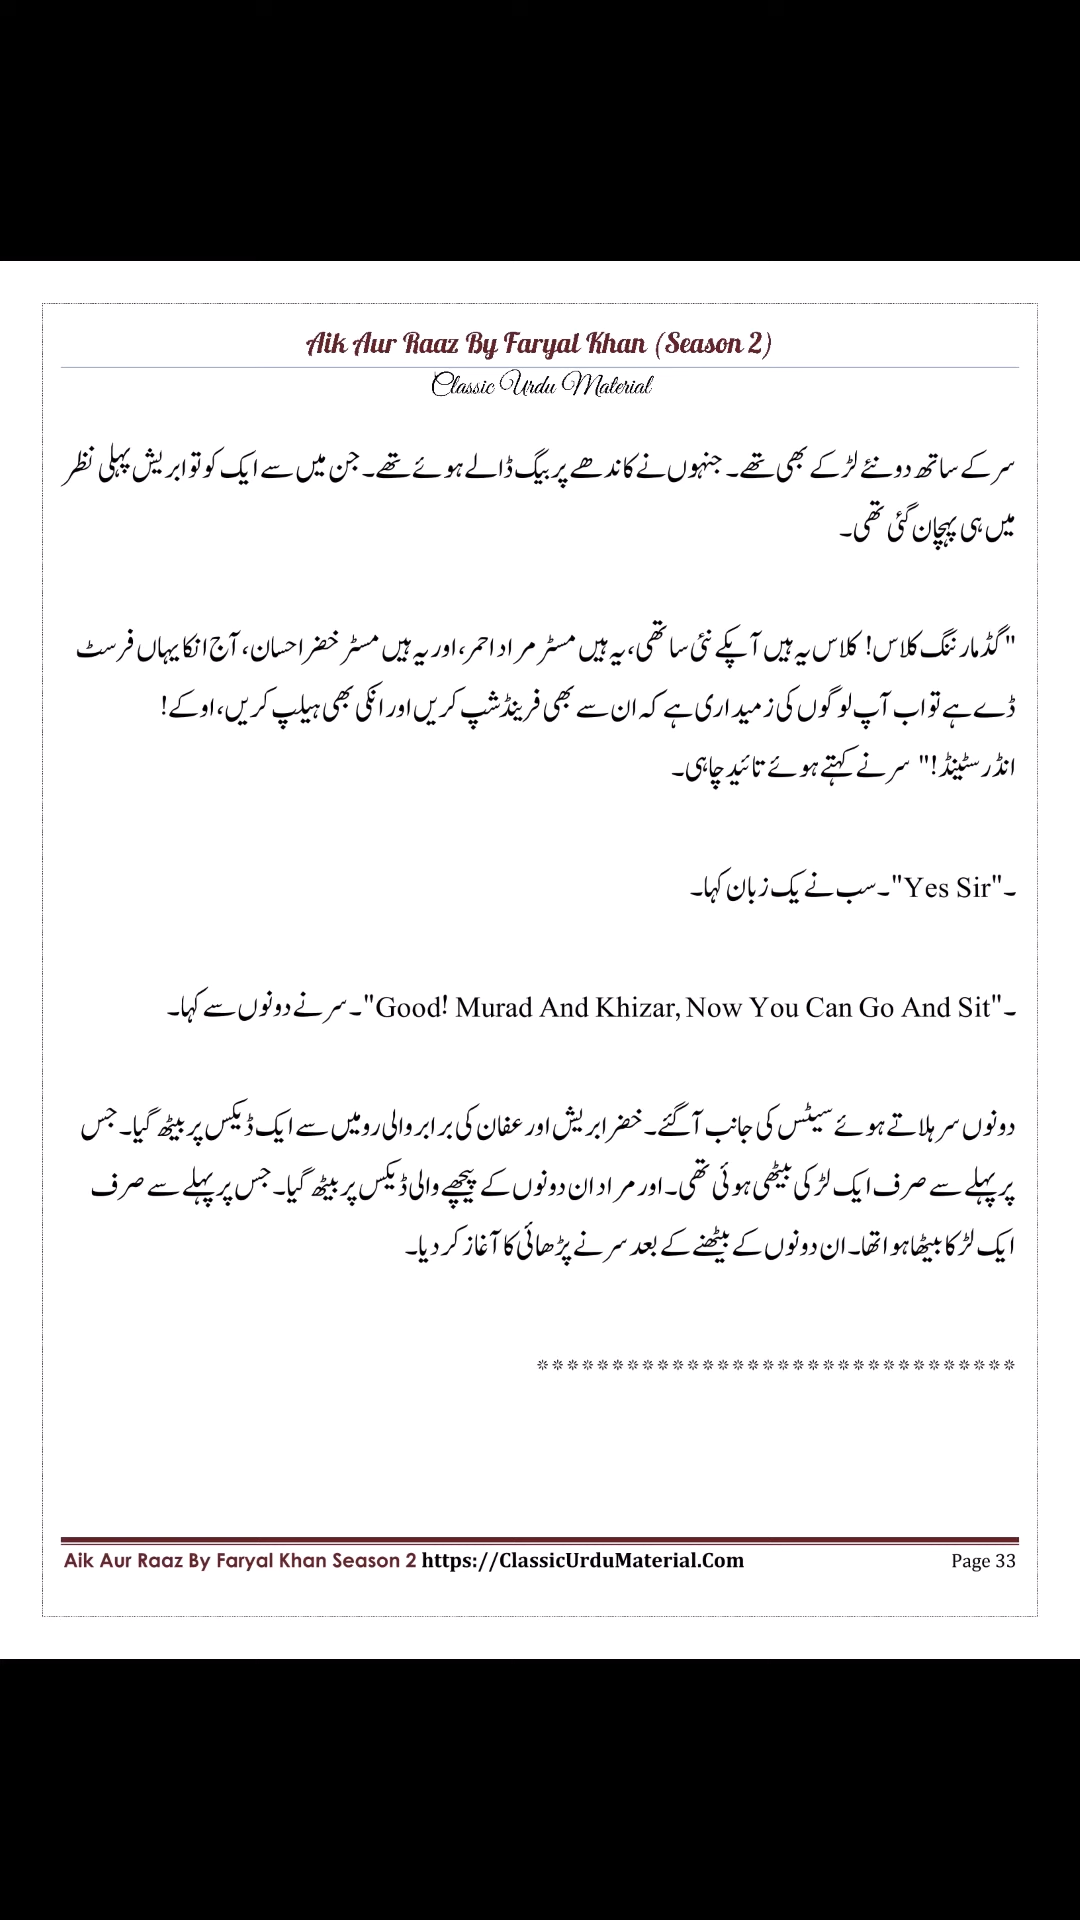 Aik Aur Raaz By Faryal Khan (Season 2)
Classic Urdu Material
سر کے ساتھ دو نئے لڑکے بھی تھے۔ جنہوں نے کاندھے پر بیگ ڈالے ہوئے تھے۔ جن میں سے ایک کو تو ابریش پہلی نظر
میں ہی پہچان گئی تھی۔
"گڈ مارننگ کلاس! کلاس یہ ہیں آپکے نئی ساتھی، یہ ہیں مسٹر مراد احمر، اور یہ ہیں مسٹر خضر احسان، آج انکا یہاں فرسٹ
ڈے ہے تو اب آپ لوگوں کی زمیداری ہے کہ ان سے بھی فرینڈشپ کریں اور انکی بھی ہیلپ کریں، اوکے!
انڈرسٹینڈ!" سر نے کہتے ہوئے تائید چاہی۔
۔"Yes Sir"۔ سب نے یک زبان کہا۔
۔"Good! Murad And Khizar, Now You Can Go And Sit"۔ سر نے دونوں سے کہا۔
دونوں سر ہلاتے ہوئے سیٹس کی جانب آگئے۔ خضر ابریش اور عفان کی برابر والی رو میں سے ایک ڈیکس پر بیٹھ گیا۔ جس
پر پہلے سے صرف ایک لڑکی بیٹھی ہوئی تھی۔ اور مراد ان دونوں کے پیچھے والی ڈیکس پر بیٹھ گیا۔ جس پر پہلے سے صرف
ایک لڑکا بیٹھا ہوا تھا۔ ان دونوں کے بیٹھنے کے بعد سر نے پڑھائی کا آغاز کر دیا۔
********************************
Aik Aur Raaz By Faryal Khan Season 2 https://ClassicUrduMaterial.Com Page 33